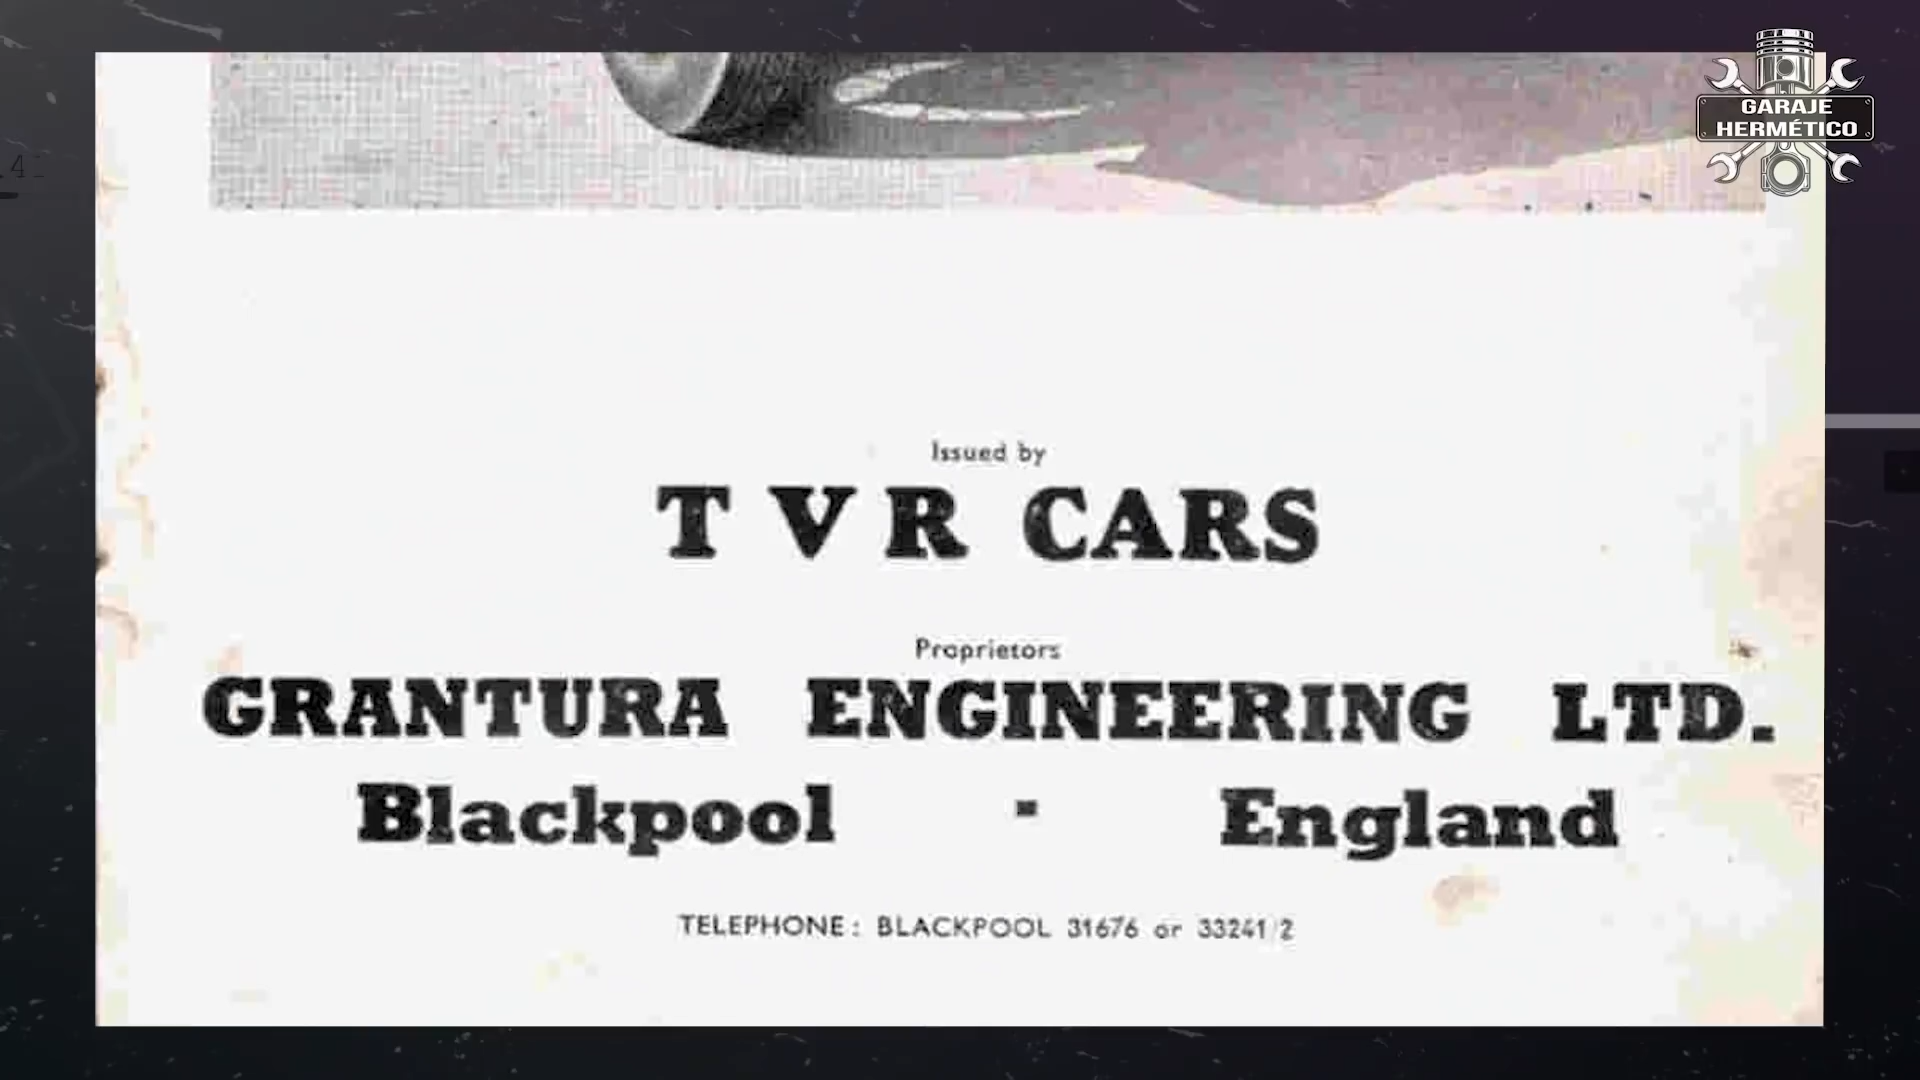 GARAJE
HERMÉTICO
Issued by
T V R CARS
Proprietors
GRANTURA ENGINEERING LTD.
Blackpool - England
TELEPHONE: BLACKPOOL 31676 or 33241/2